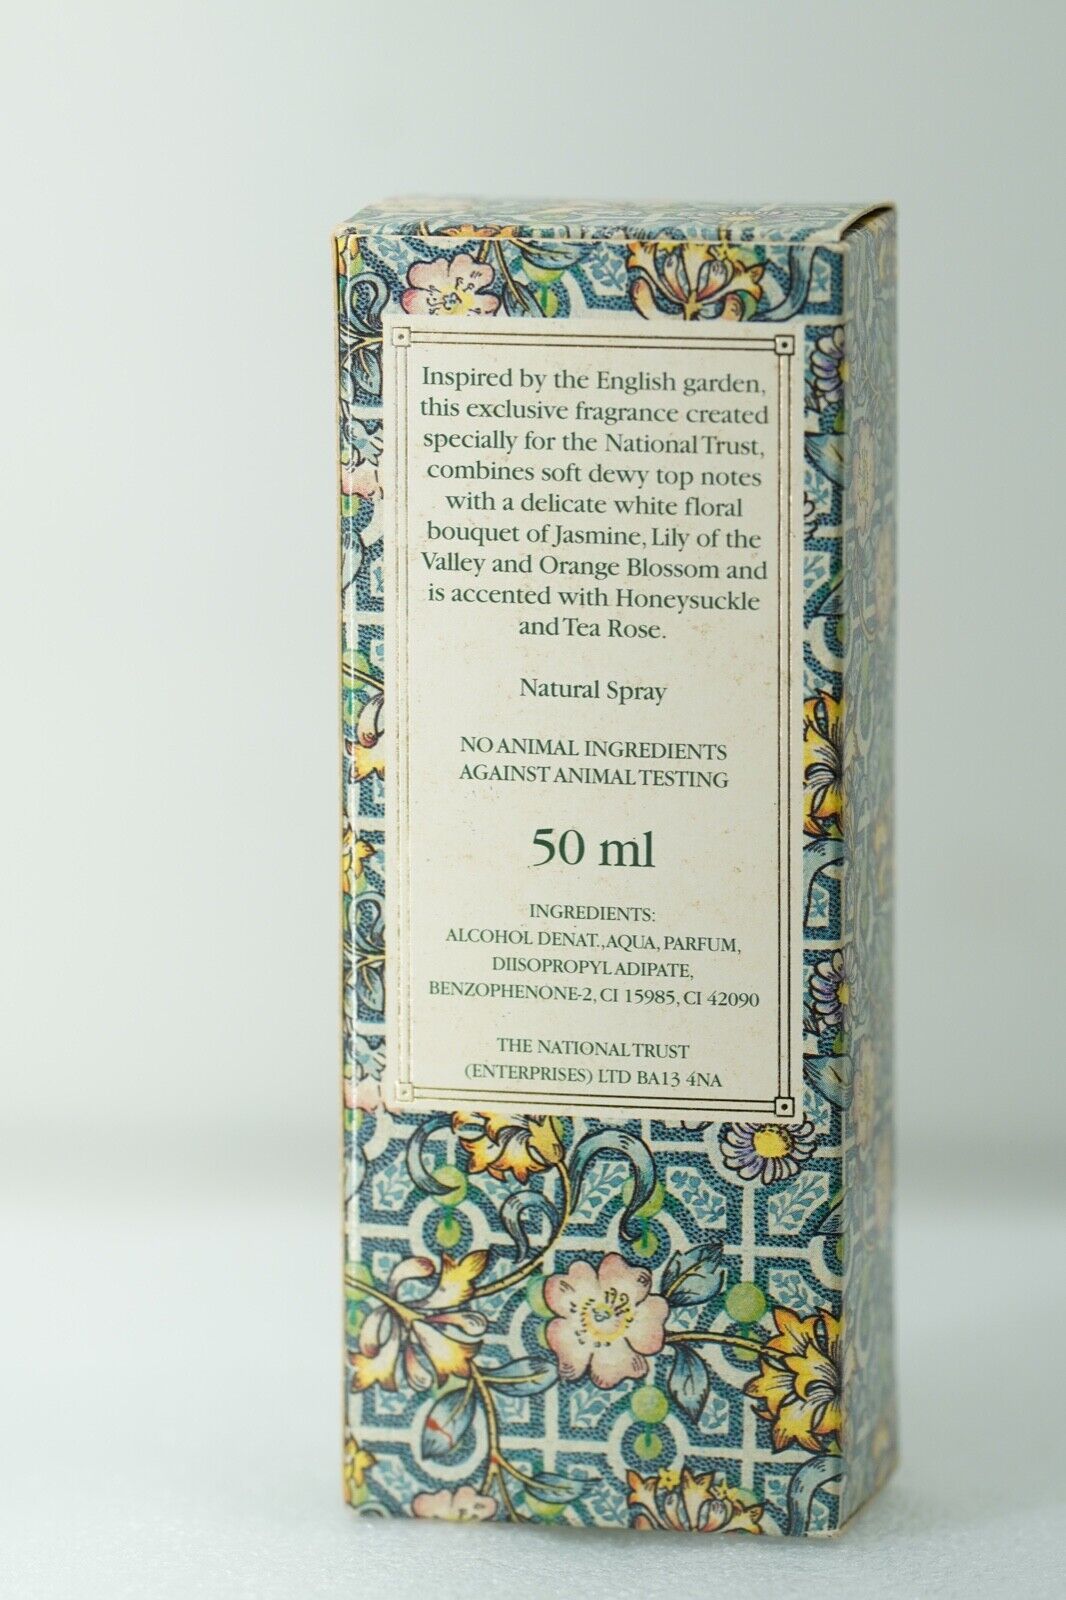 Inspired by the English garden,
this exclusive fragrance created
specially for the National Trust,
combines soft dewy top notes
with a delicate white floral
bouquet of Jasmine, Lily of the
Valley and Orange Blossom and
is accented with Honeysuckle
and Tea Rose.
Natural Spray
NO ANIMAL INGREDIENTS
AGAINST ANIMAL TESTING
50 ml
INGREDIENTS:
ALCOHOL DENAT., AQUA, PARFUM,
DIISOPROPYL ADIPATE,
BENZOPHENONE-2, CI 15985, CI 42090
THE NATIONAL TRUST
(ENTERPRISES) LTD BA13 4NA